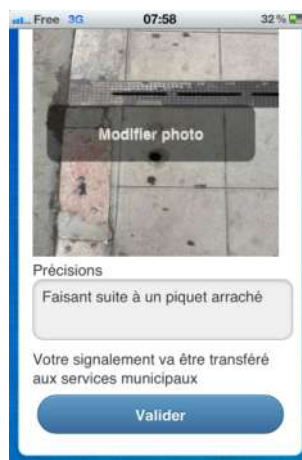 Free 3G 07:58 32 %
Modifier photo
Précisions
Faisant suite à un piquet arraché
Votre signalement va être transféré
aux services municipaux
Valider